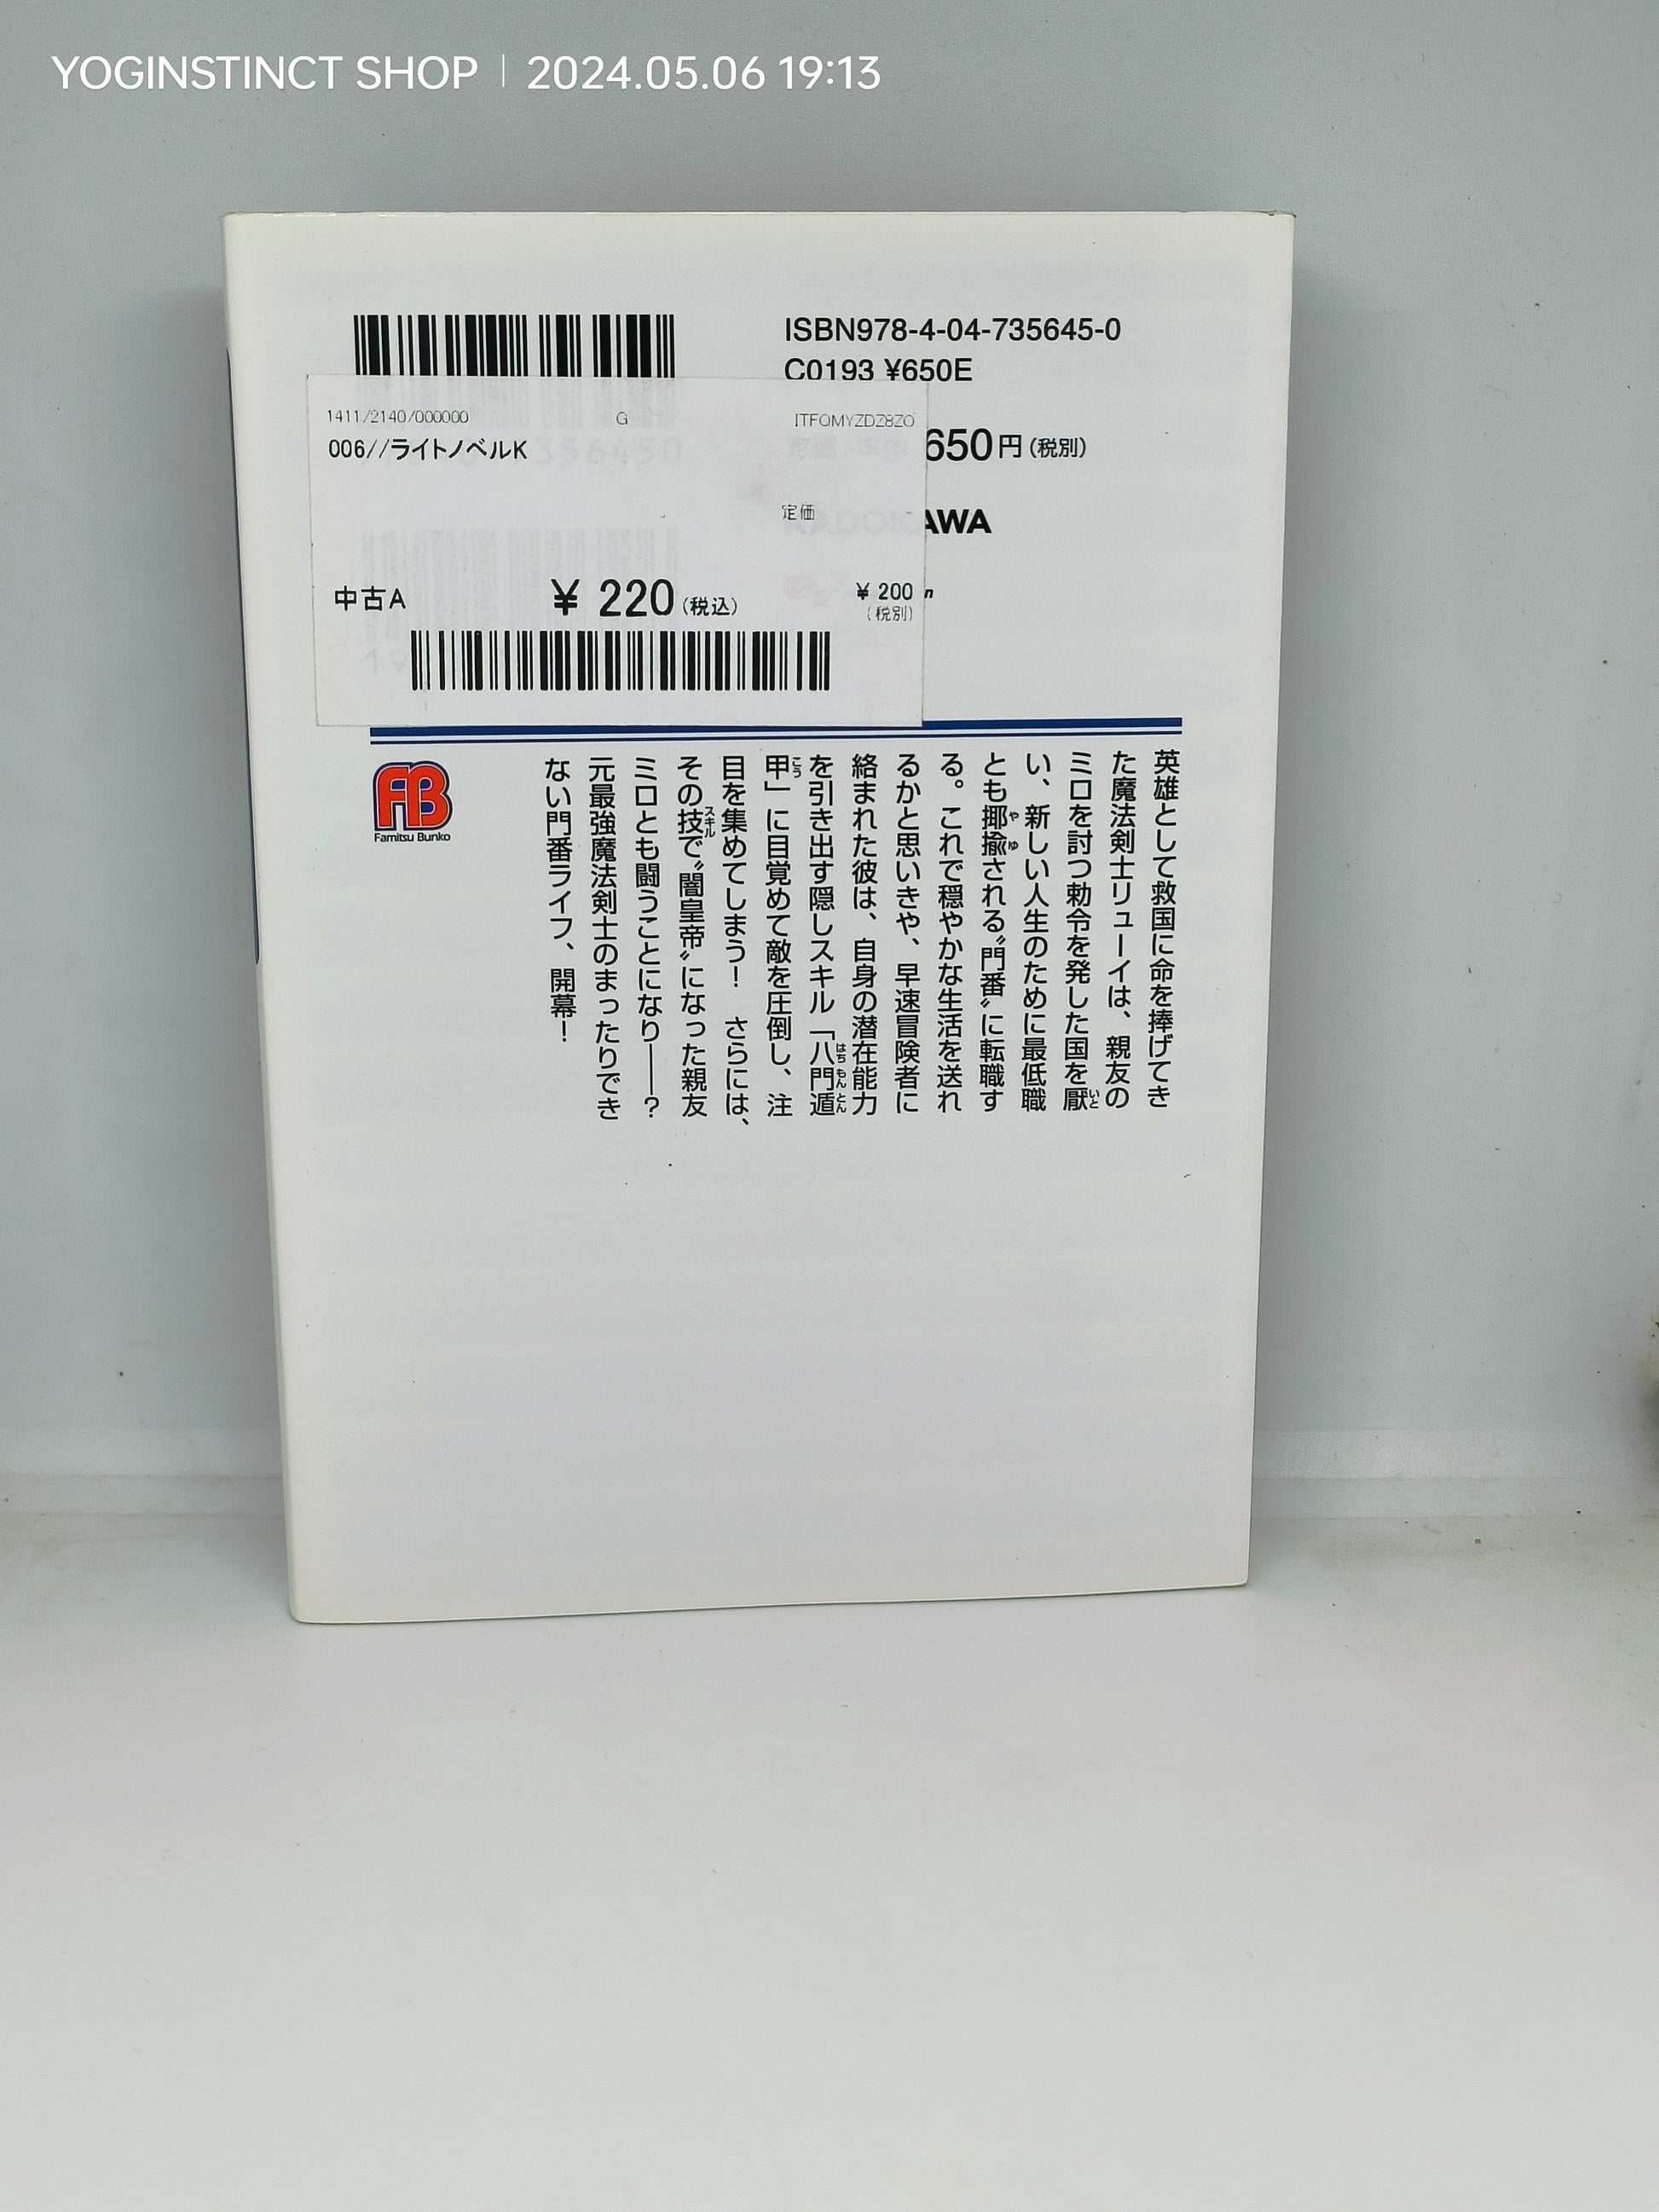 YOGINSTINCT SHOP | 2024.05.06 19:13
ISBN978-4-04-735645-0
C0193 ¥650E
650円(税別)
AWA
n
1411/2140/000000 G ITFQMYZDZ8ZO
006//ライトノベルK
定価
中古A ¥ 220(税込) ¥ 200
(税別)
英雄として救国に命を捧げてき
た魔法剣士リューイは、親友の
ミロを討つ勅令を発した国を厭
い、新しい人生のために最低職
とも揶揄される〝門番〟に転職す
る。これで穏やかな生活を送れ
るかと思いきや、早速冒険者に
絡まれた彼は、自身の潜在能力
を引き出す隠しスキル「八門遁
甲」に目覚めて敵を圧倒し、注
目を集めてしまう! さらには、
その技で〝闇皇帝〟になった親友
ミロとも闘うことになり――?
元最強魔法剣士のまったりでき
ない門番ライフ、開幕!
FB
Famitsu Bunko